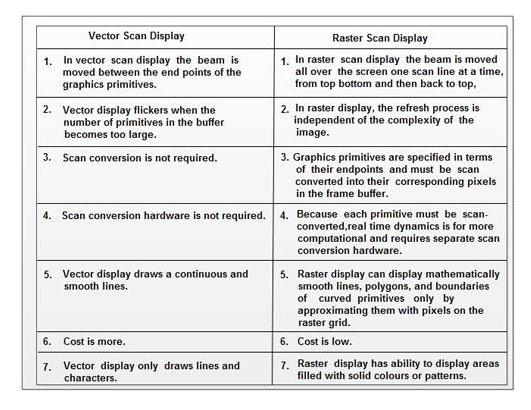 Vector Scan Display
Raster Scan Display
1. In vector scan display the beam is
moved between the end points of the
graphics primitives.
1. In raster scan display the beam is moved
all over the screen one scan line at a time,
from top bottom and then back to top,
2. Vector display flickers when the
number of primitives in the buffer
becomes too large.
2. In raster display, the refresh process is
independent of the complexity of the
image.
3. Scan conversion is not required.
3. Graphics primitives are specified in terms
of their endpoints and must be scan
converted into their corresponding pixels
in the frame buffer.
4. Scan conversion hardware is not required.
4. Because each primitive must be scan-
converted,real time dynamics is for more
computational and requires separate scan
conversion hardware.
5. Vector display draws a continuous and
smooth lines.
5. Raster display can display mathematically
smooth lines, polygons, and boundaries
of curved primitives only by
approximating them with pixels on the
raster grid.
6. Cost is more.
6. Cost is low.
7. Vector display only draws lines and
characters.
7. Raster display has ability to display areas
filled with solid colours or patterns.